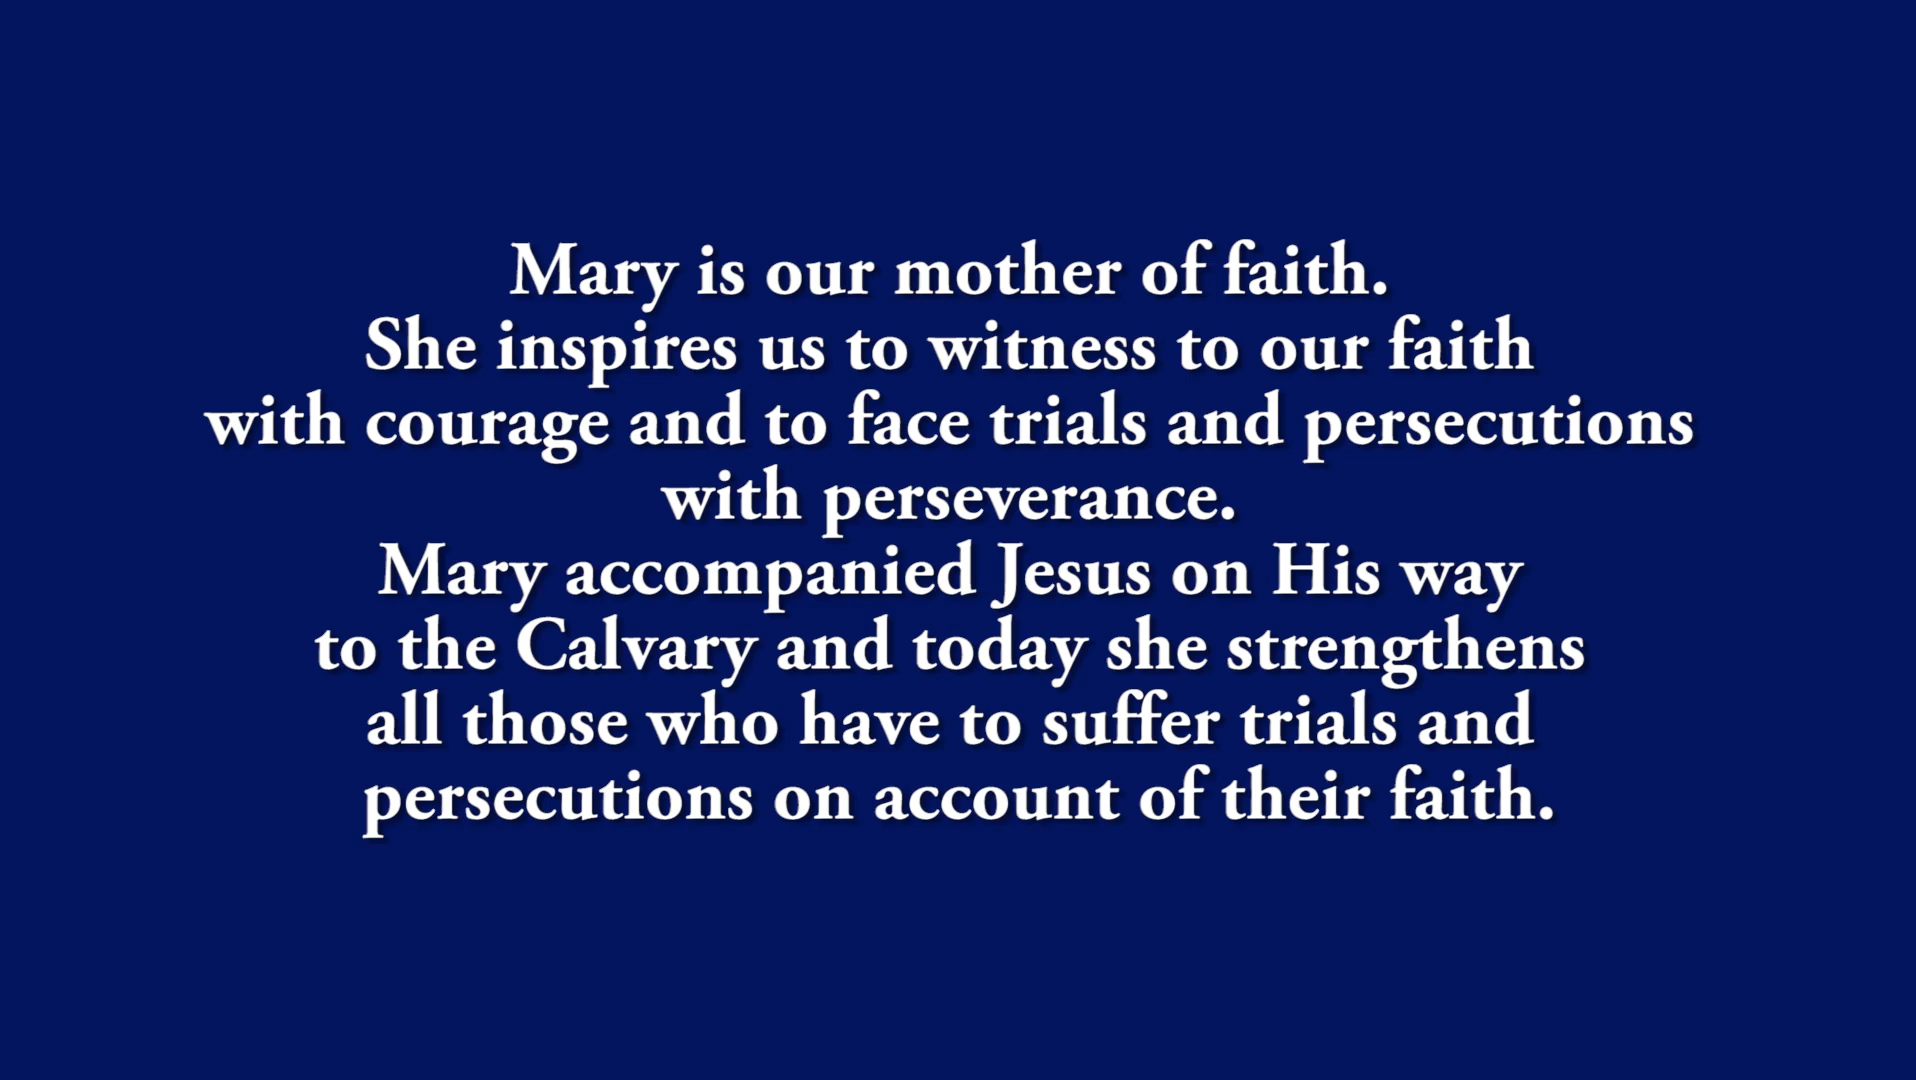 Mary is our mother of faith.
She inspires us to witness to our faith
with courage and to face trials and persecutions
with perseverance.
Mary accompanied Jesus on His way
to the Calvary and today she strengthens
all those who have to suffer trials and
persecutions on account of their faith.